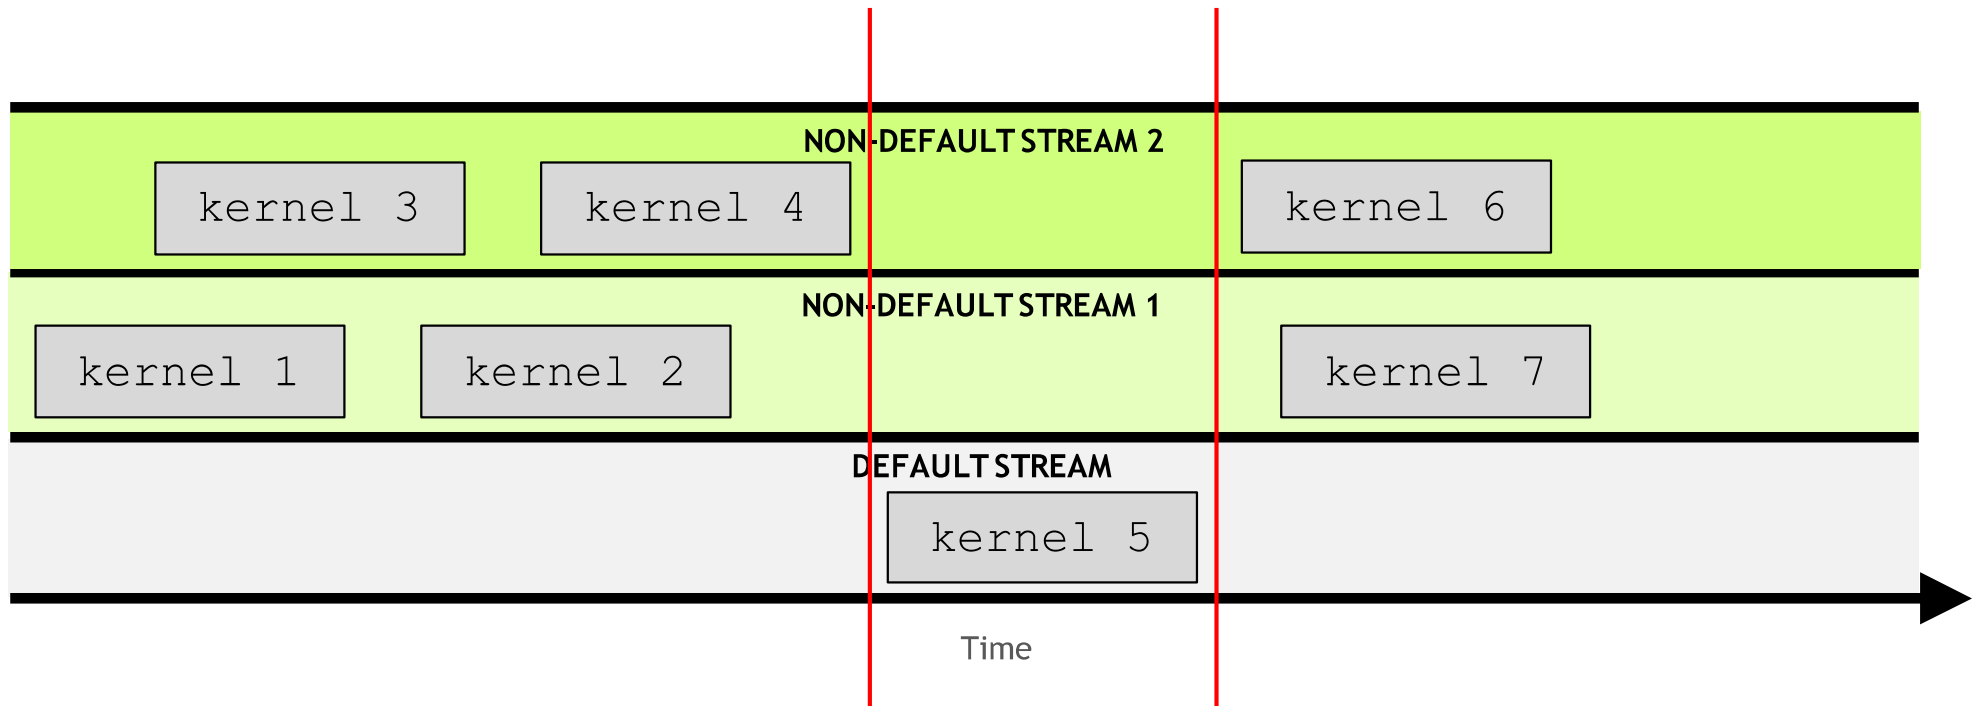 NON-DEFAULT STREAM 2
kernel 3
kernel 4
kernel 6
NON-DEFAULT STREAM 1
kernel 1
kernel 2
kernel 7
DEFAULT STREAM
kernel 5
Time